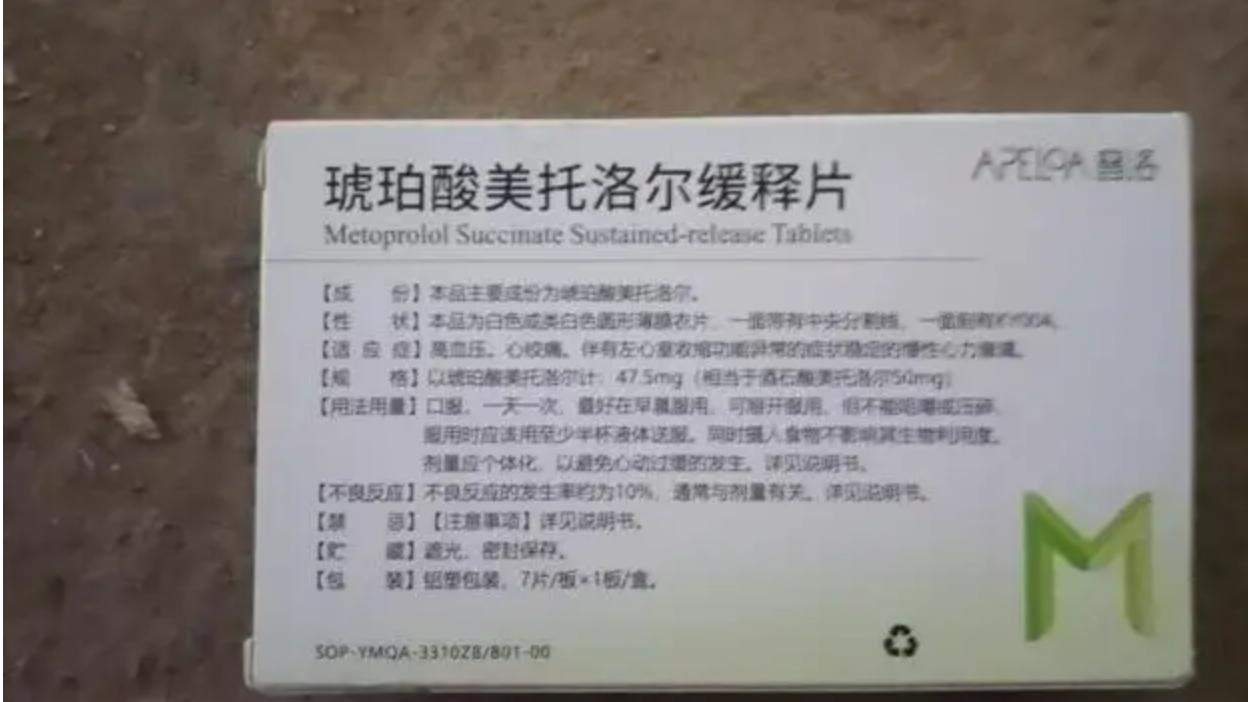 琥珀酸美托洛尔缓释片
APELOA 普洛
Metoprolol Succinate Sustained-release Tablets
【成 份】本品主要成份为琥珀酸美托洛尔。
【性 状】本品为白色或类白色圆形薄膜衣片，一面带有中央分割线，一面刻有
【适 应 症】高血压。心绞痛。伴有左心室收缩功能异常的症状稳定的慢性心力衰竭。
【规 格】以琥珀酸美托洛尔计：47.5mg（相当于酒石酸美托洛尔50mg）
【用法用量】口服，一天一次，最好在早晨服用，可掰开服用，但不能咀嚼或压碎，
服用时应该用至少半杯液体送服。同时摄入食物不影响其生物利用度。
剂量应个体化，以避免心动过缓的发生。详见说明书。
【不良反应】不良反应的发生率约为10%，通常与剂量有关。详见说明书。
【禁 忌】【注意事项】详见说明书。
【贮 藏】遮光，密封保存。
【包 装】铝塑包装，7片/板×1板/盒。
SOP-YMQA-3310Z8/B01-00
M